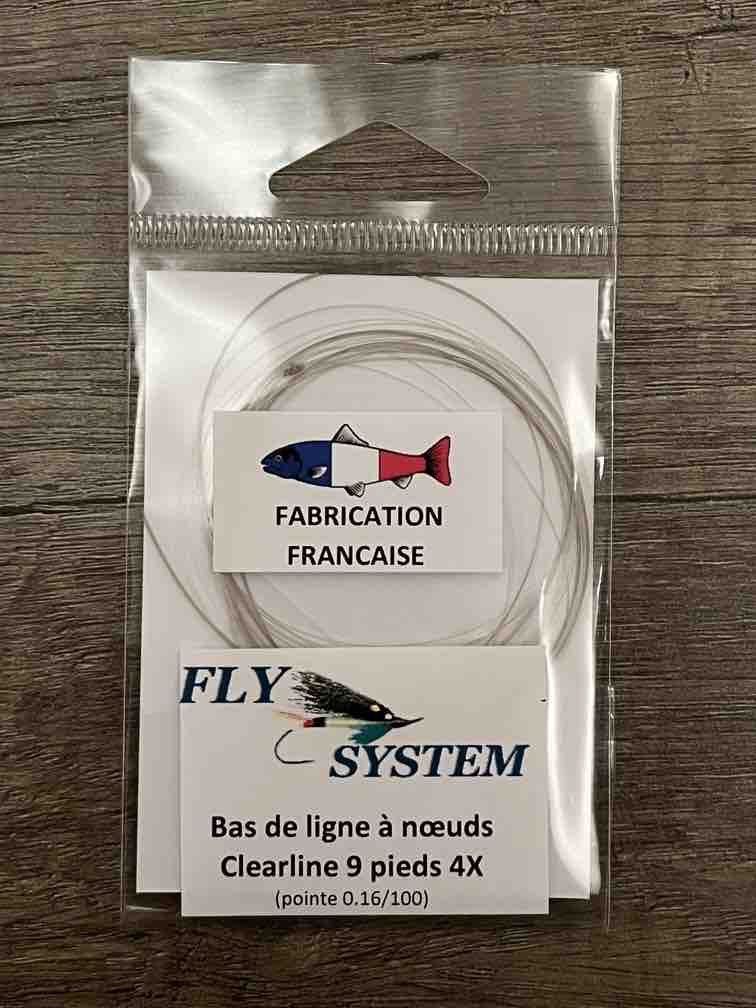 FABRICATION
FRANCAISE
FLY
SYSTEM
Bas de ligne à nœuds
Clearline 9 pieds 4X
(pointe 0.16/100)